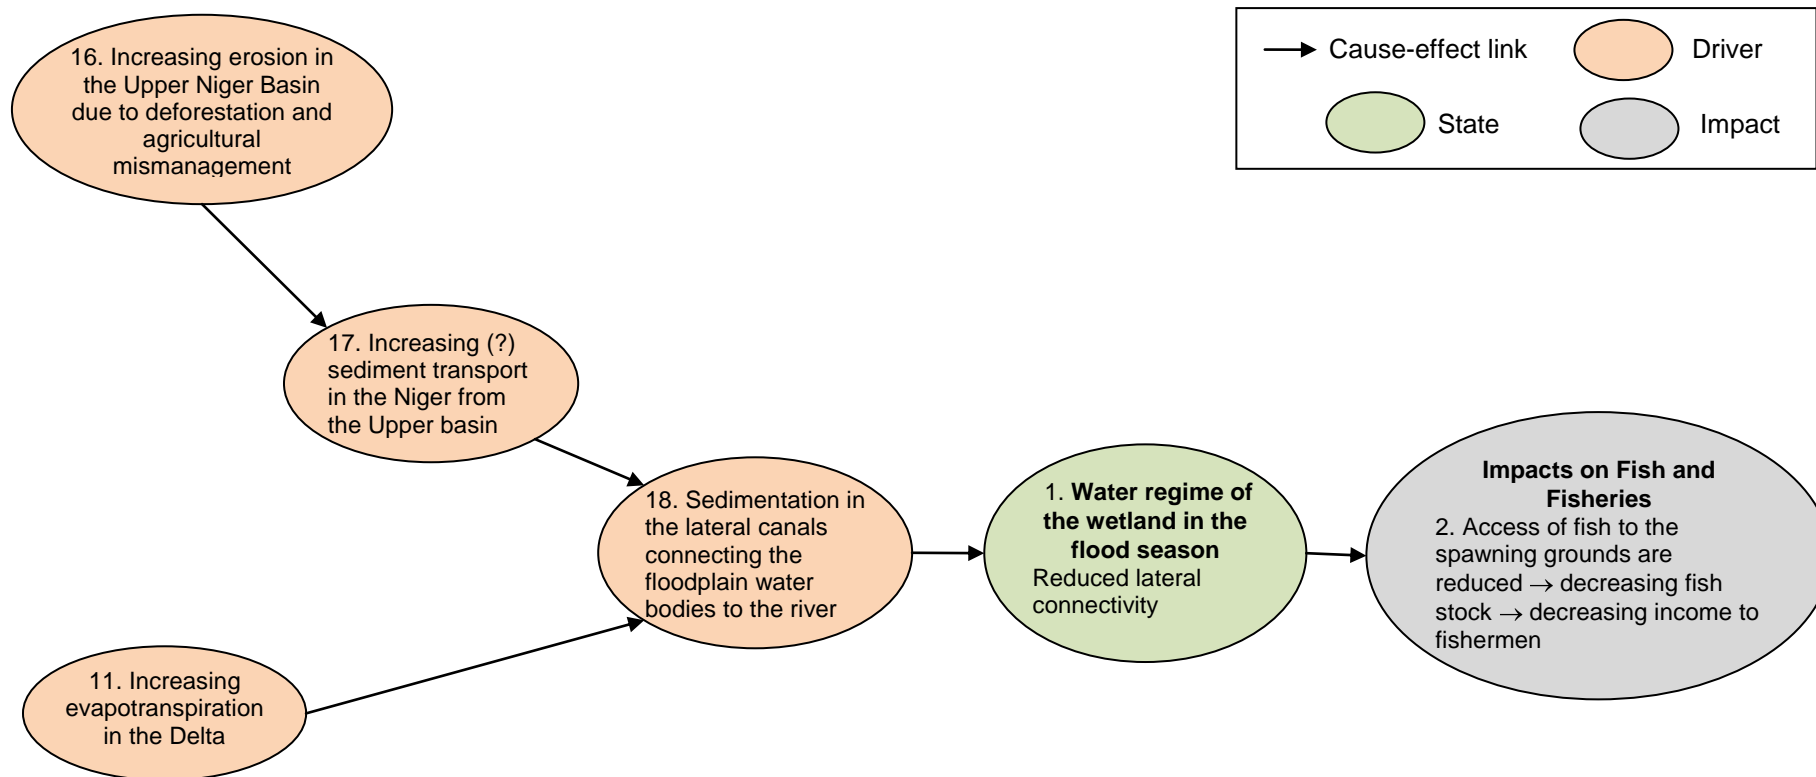 16. Increasing erosion in
the Upper Niger Basin
due to deforestation and
agricultural
mismanagement
Cause-effect link
Driver
State
Impact
17. Increasing (?)
sediment transport
in the Niger from
the Upper basin
18. Sedimentation in
the lateral canals
connecting the
floodplain water
bodies to the river
1. Water regime of
the wetland in the
flood season
Reduced lateral
connectivity
Impacts on Fish and
Fisheries
2. Access of fish to the
spawning grounds are
reduced → decreasing fish
stock → decreasing income to
fishermen
11. Increasing
evapotranspiration
in the Delta